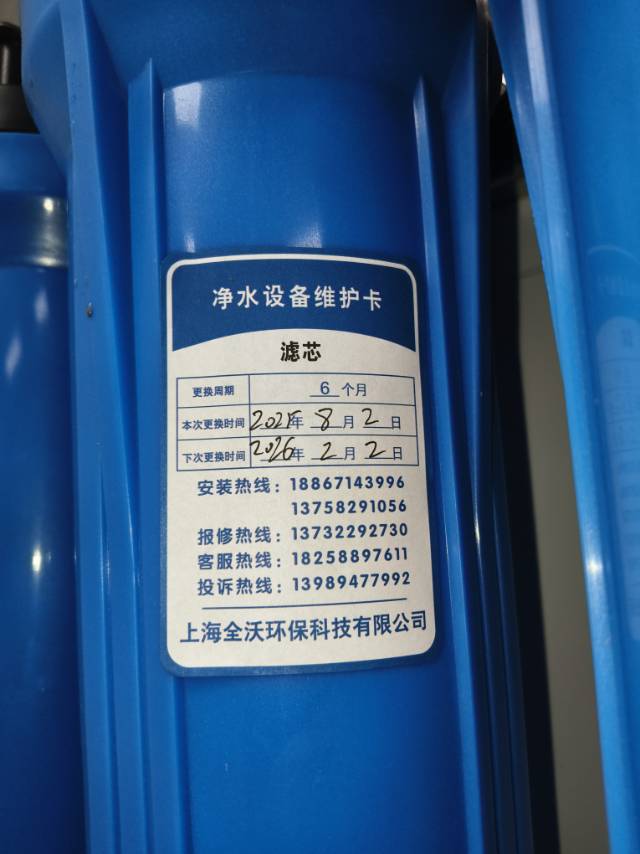 净水设备维护卡
滤芯
更换周期 6 个月
本次更换时间 2025年 8 月 2 日
下次更换时间 2026年 2 月 2 日
安装热线：18867143996
13758291056
报修热线：13732292730
客服热线：18258897611
投诉热线：13989477992
上海全沃环保科技有限公司